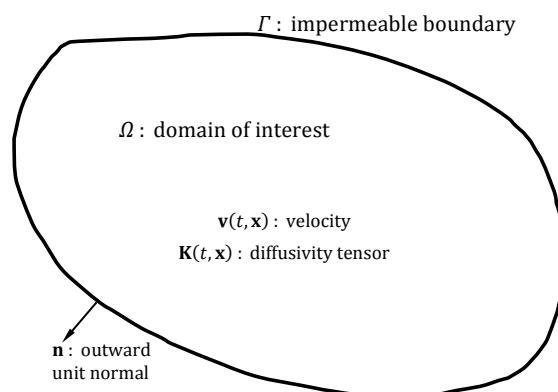 Γ : impermeable boundary
Ω : domain of interest
v(t, x) : velocity
K(t, x) : diffusivity tensor
n : outward
unit normal